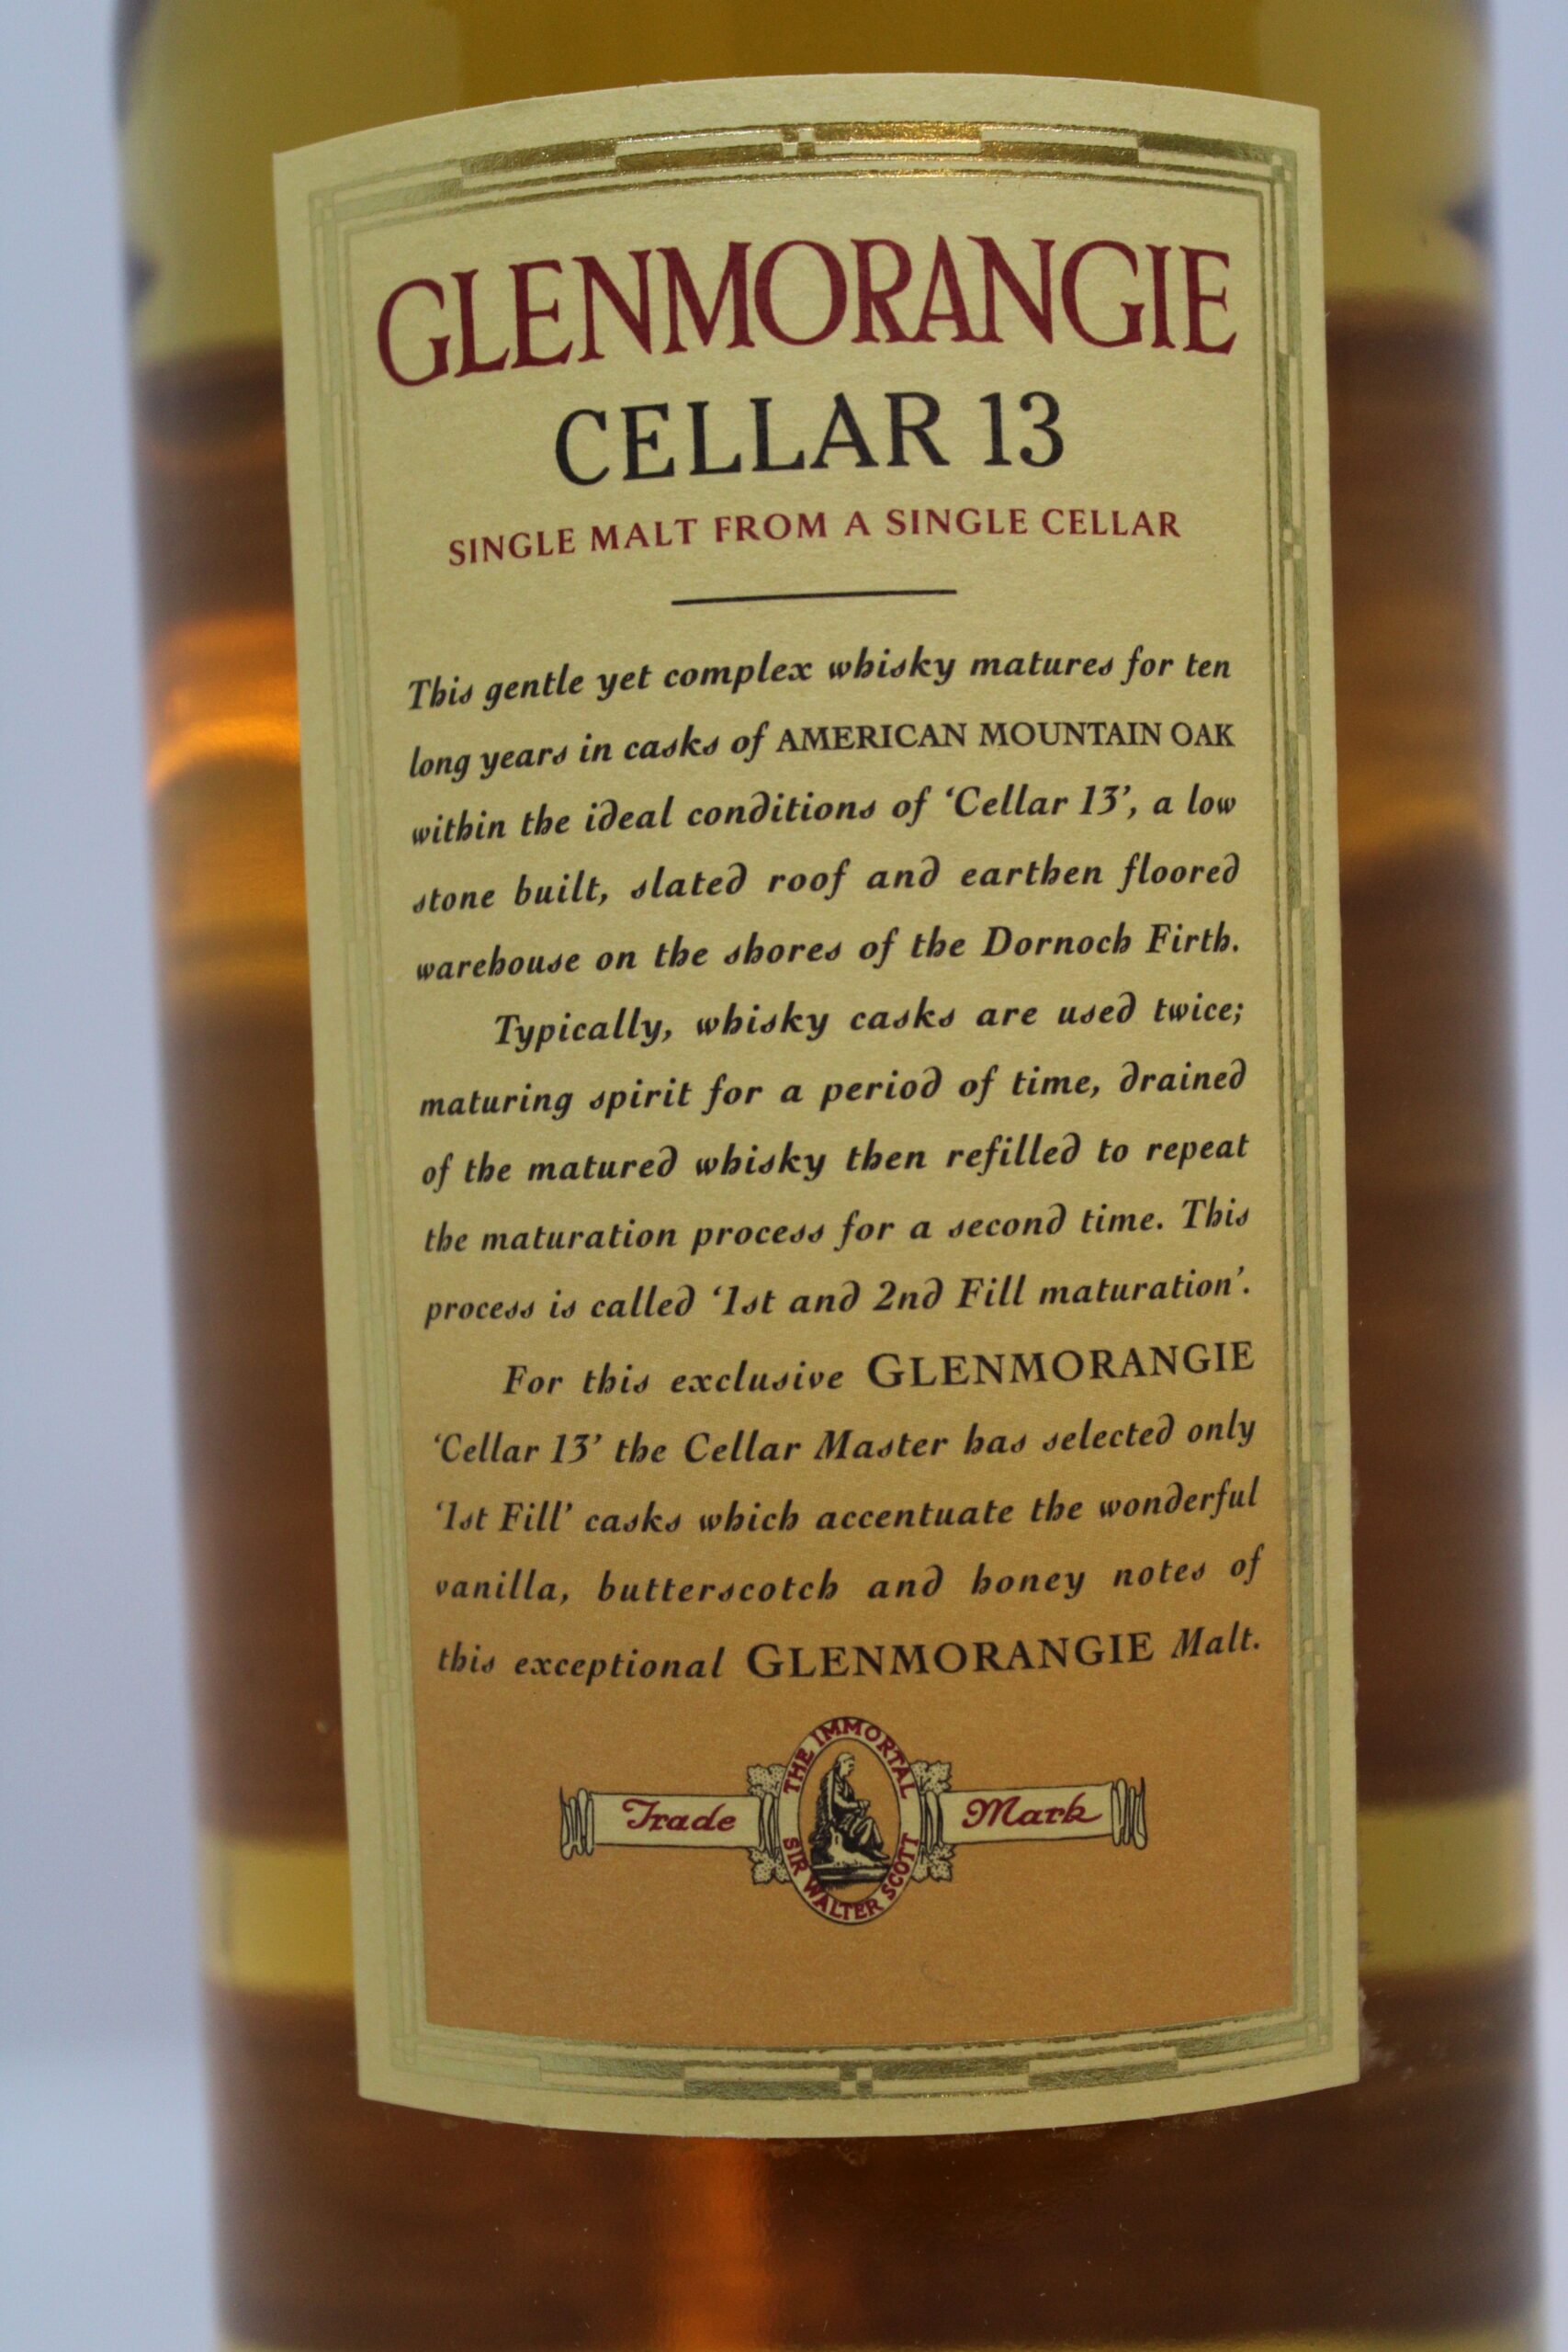 GLENMORANGIE
CELLAR 13
SINGLE MALT FROM A SINGLE CELLAR
This gentle yet complex whisky matures for ten
long years in casks of AMERICAN MOUNTAIN OAK
within the ideal conditions of ‘Cellar 13’, a low
stone built, slated roof and earthen floored
warehouse on the shores of the Dornoch Firth.
Typically, whisky casks are used twice;
maturing spirit for a period of time, drained
of the matured whisky then refilled to repeat
the maturation process for a second time. This
process is called ‘1st and 2nd Fill maturation’.
For this exclusive GLENMORANGIE
‘Cellar 13’ the Cellar Master has selected only
‘1st Fill’ casks which accentuate the wonderful
vanilla, butterscotch and honey notes of
this exceptional GLENMORANGIE Malt.
THE IMMORTAL
Trade Mark
SIR WALTER SCOTT